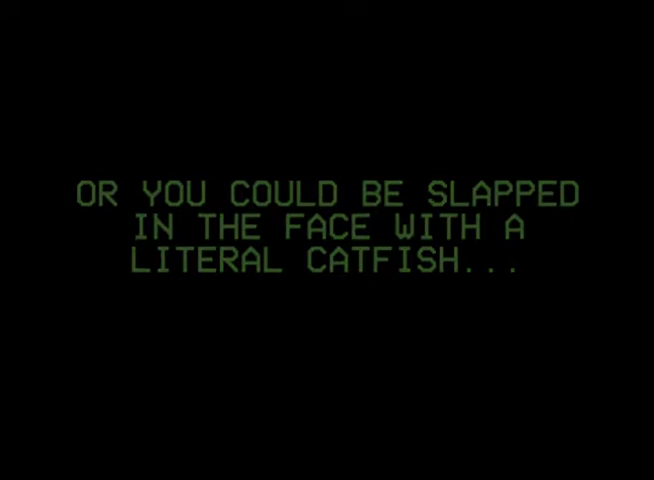 OR YOU COULD BE SLAPPED
IN THE FACE WITH A
LITERAL CATFISH...